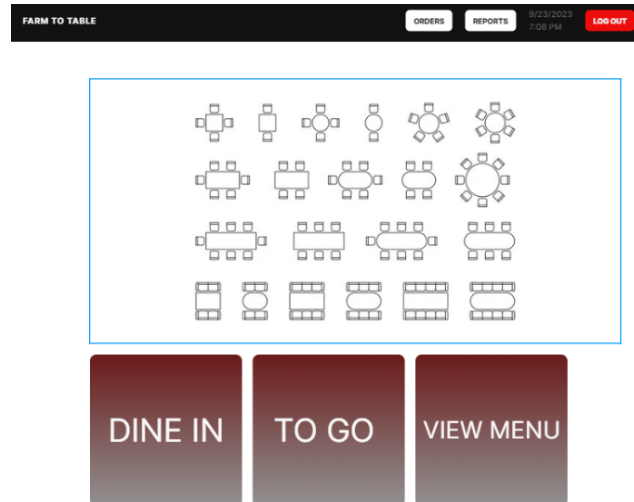 FARM TO TABLE
ORDERS
REPORTS
9/23/2023
7:08 PM
LOG OUT
DINE IN
TO GO
VIEW MENU